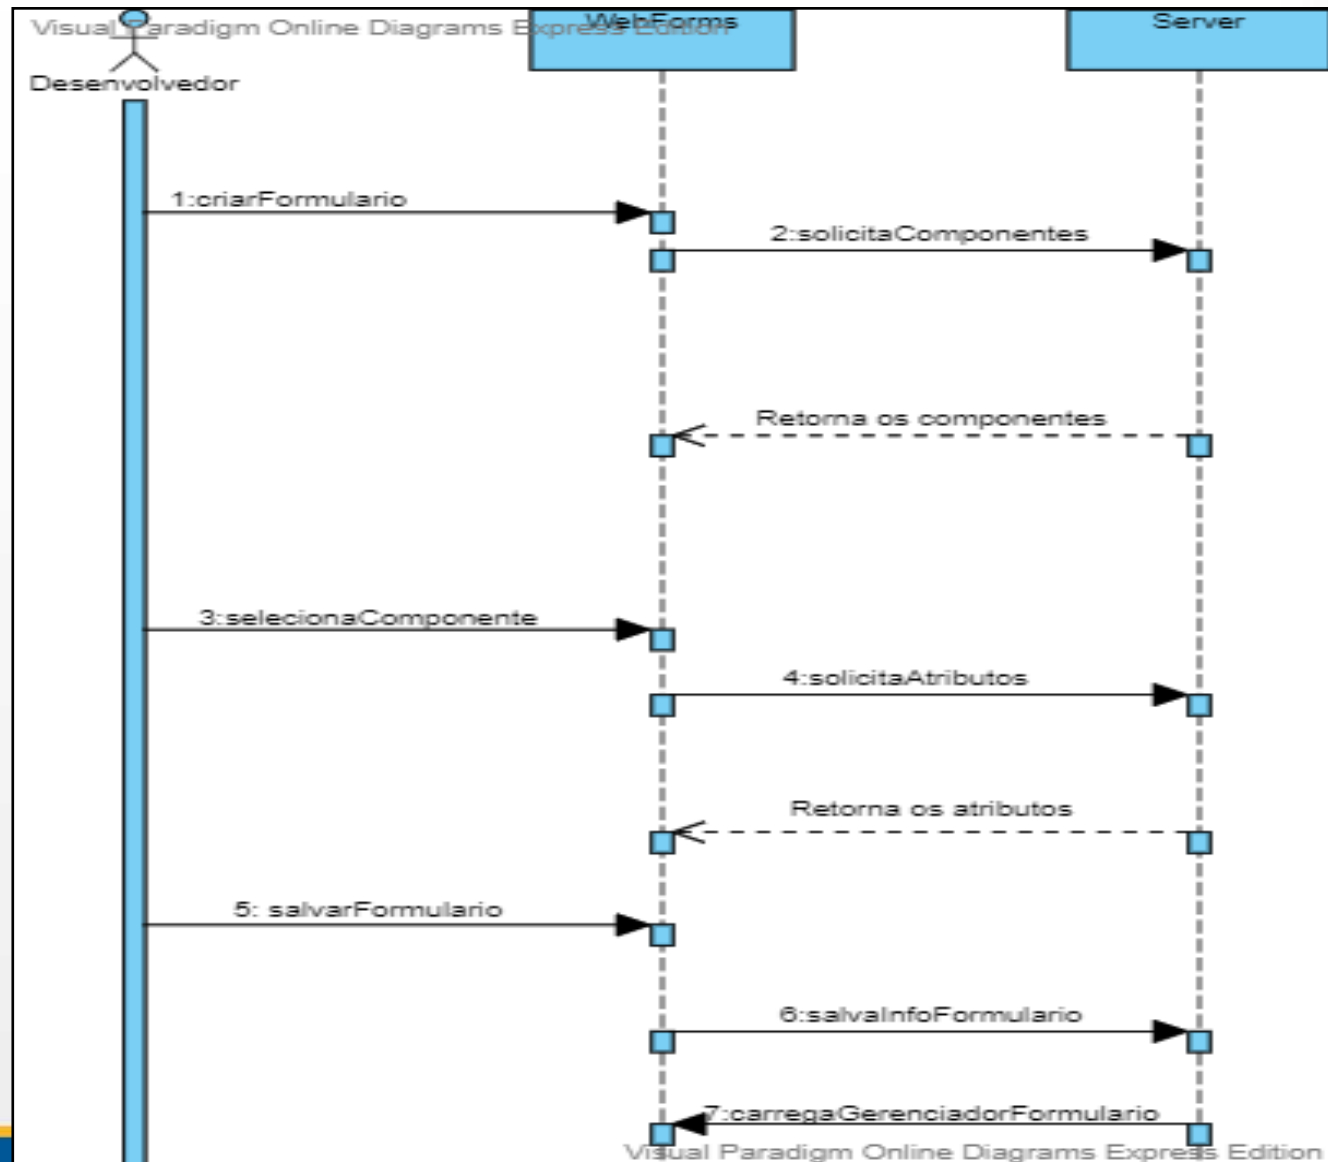 Visual Paradigm Online Diagrams Express Edition
WebForms
Server
Desenvolvedor
1:criarFormulario
2:solicitaComponentes
Retorna os componentes
3:selecionaComponente
4:solicitaAtributos
Retorna os atributos
5: salvarFormulario
6:salvaInfoFormulario
7:carregaGerenciadorFormulario
Visual Paradigm Online Diagrams Express Edition